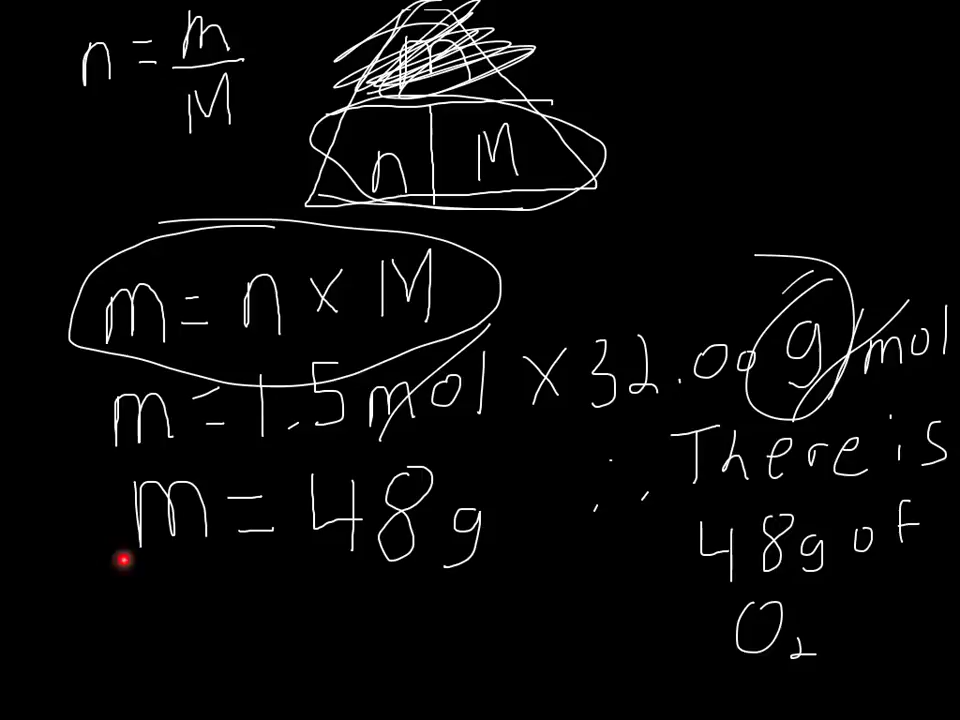 n = m/M
m
n | M
m = n × M
m = 1.5 mol × 32.00 g/mol
m = 48 g
∴ There is
48g of
O₂